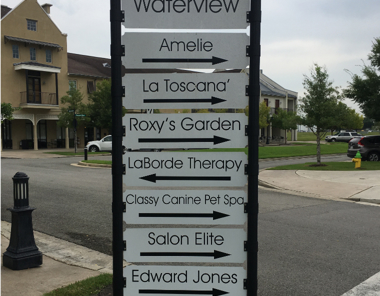 Waterview
Amelie
La Toscana'
Roxy's Garden
LaBorde Therapy
Classy Canine Pet Spa
Salon Elite
Edward Jones